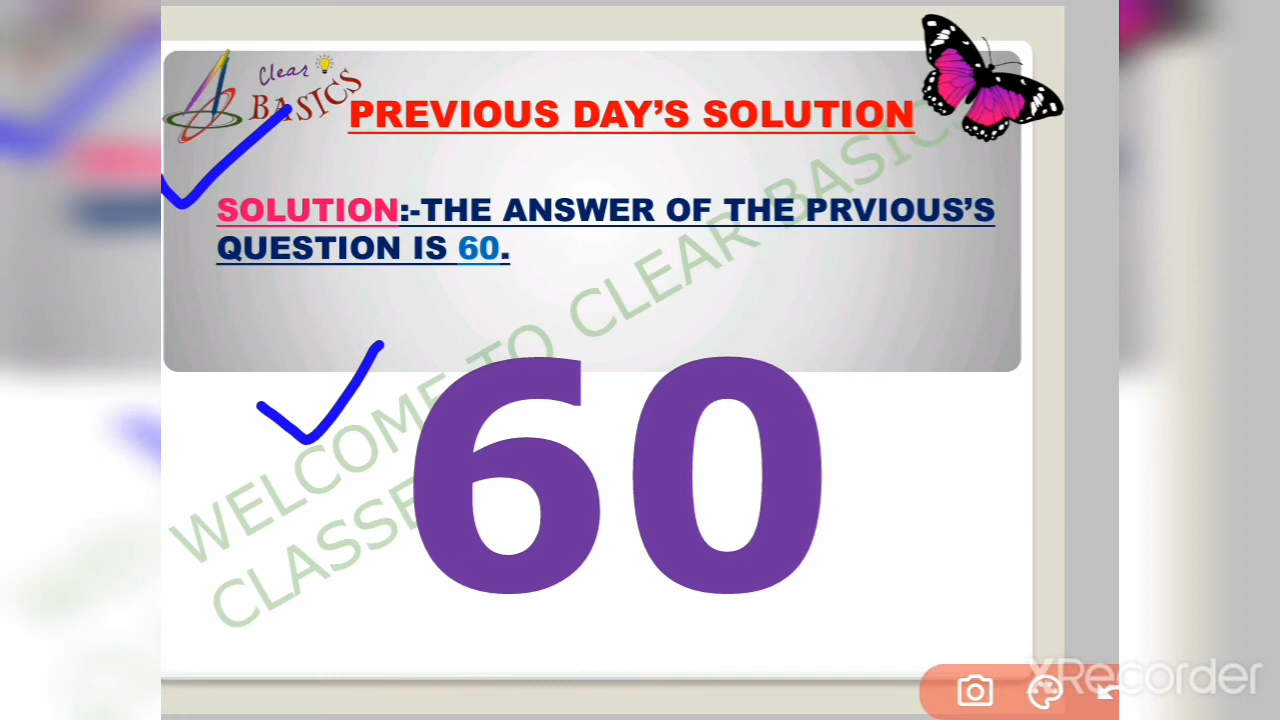 Clear
BASICS
PREVIOUS DAY’S SOLUTION
SOLUTION:-THE ANSWER OF THE PRVIOUS’S
QUESTION IS 60.
60
WELCOME TO CLEAR BASICS
CLASSE
XRecorder